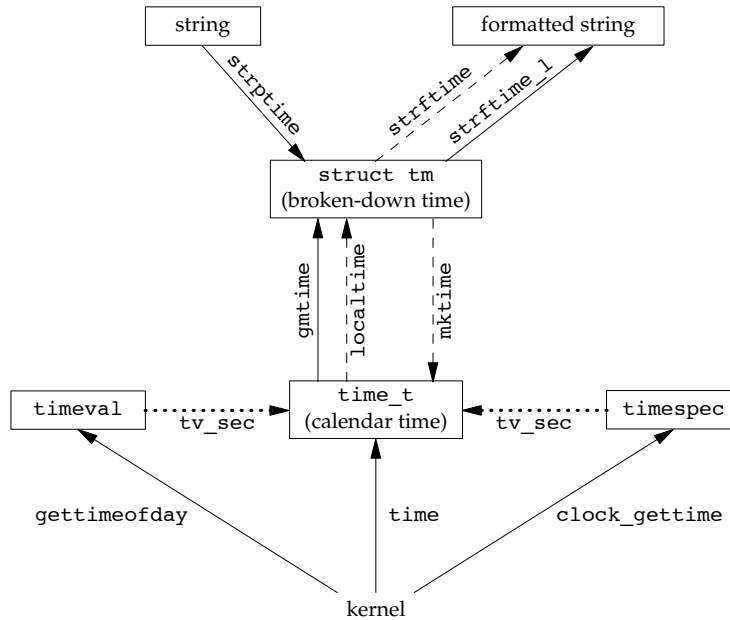 string
formatted string
strptime
strftime
strftime_l
struct tm
(broken-down time)
gmtime
localtime
mktime
timeval
tv_sec
time_t
(calendar time)
tv_sec
timespec
gettimeofday
time
clock_gettime
kernel